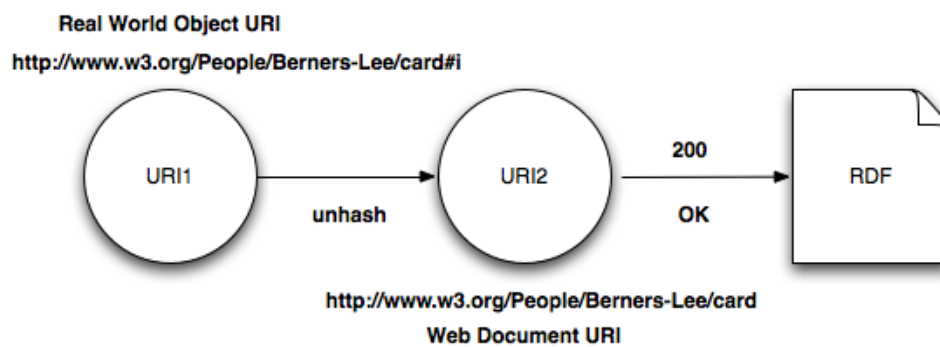 Real World Object URI
http://www.w3.org/People/Berners-Lee/card#i
URI1
unhash
URI2
200
OK
RDF
http://www.w3.org/People/Berners-Lee/card
Web Document URI